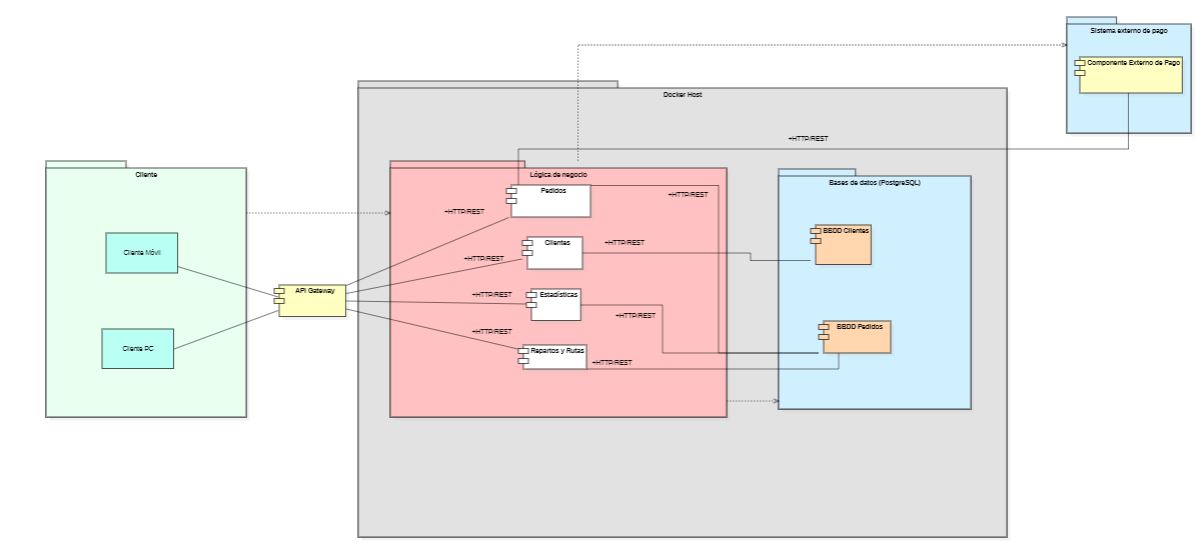 Sistema externo de pago
Componente Externo de Pago
Docker Host
+HTTP/REST
Cliente
Lógica de negocio
Bases de datos (PostgreSQL)
Pedidos
+HTTP/REST
+HTTP/REST
Cliente Móvil
Clientes
+HTTP/REST
+HTTP/REST
BBDD Clientes
API Gateway
+HTTP/REST
Estadísticas
+HTTP/REST
+HTTP/REST
BBDD Pedidos
Cliente PC
Repartos y Rutas
+HTTP/REST